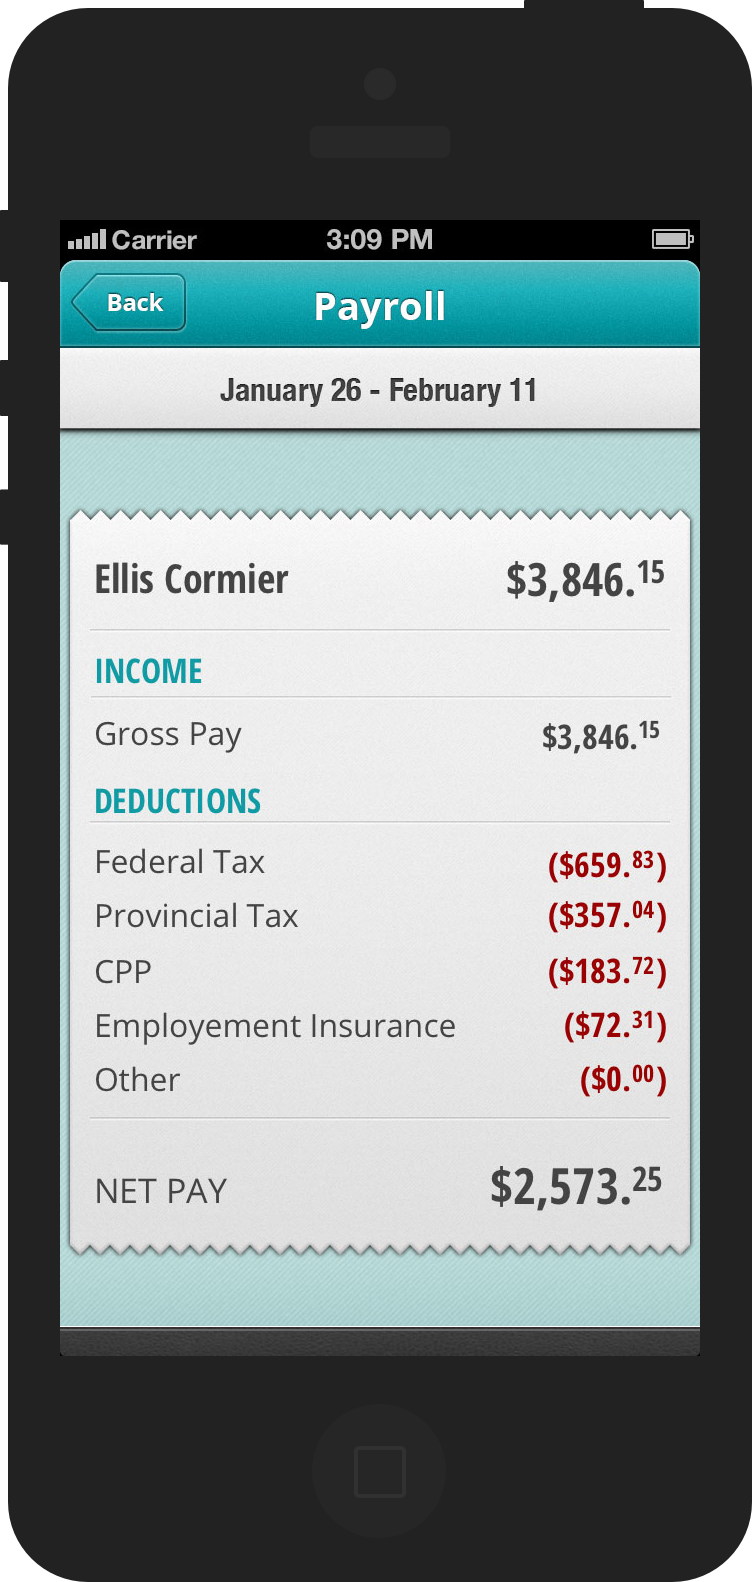 Carrier 3:09 PM
Back Payroll
January 26 - February 11
Ellis Cormier $3,846.15
INCOME
Gross Pay $3,846.15
DEDUCTIONS
Federal Tax ($659.83)
Provincial Tax ($357.04)
CPP ($183.72)
Employement Insurance ($72.31)
Other ($0.00)
NET PAY $2,573.25